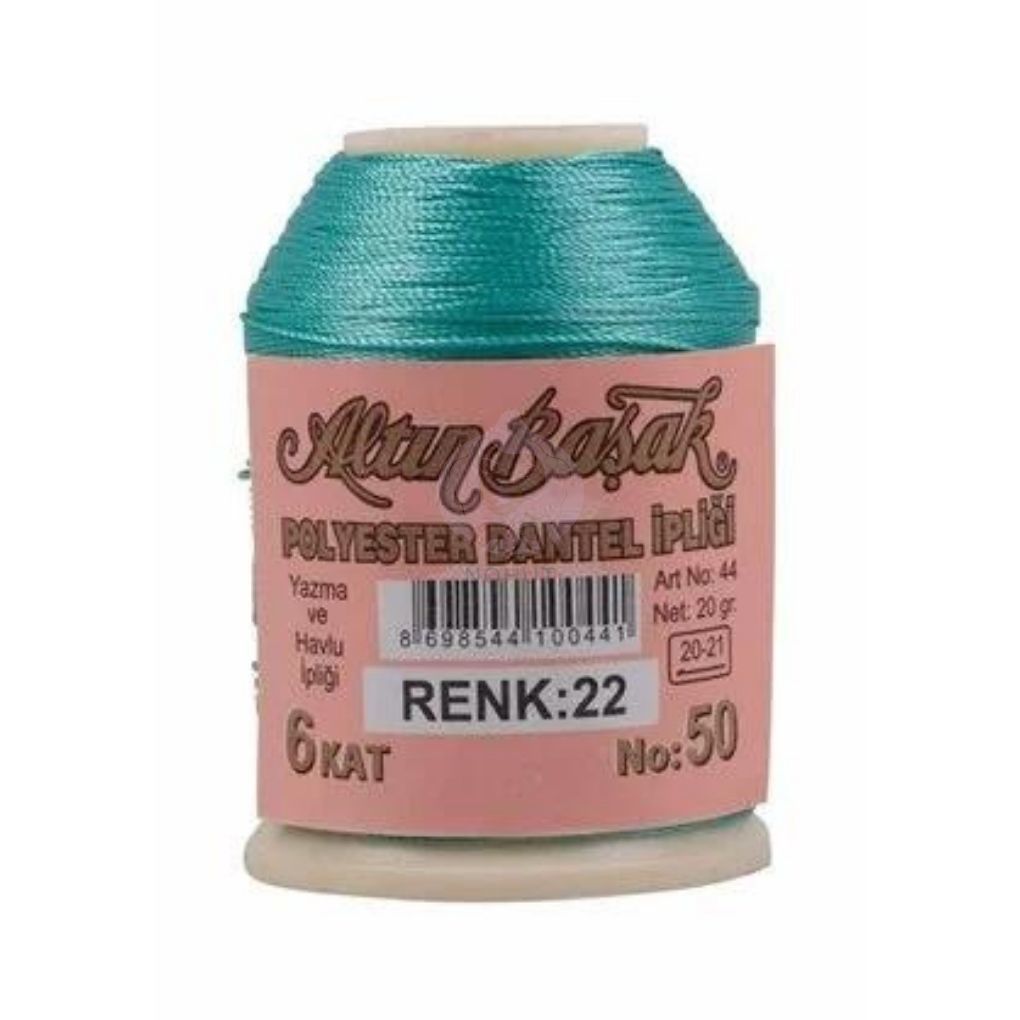 Altın Başak®
POLYESTER DANTEL İPLİĞİ
Yazma
ve
Havlu
İpliği
8 698544 100441
Art No: 44
Net: 20 gr.
20-21
RENK:22
6 KAT
No: 50